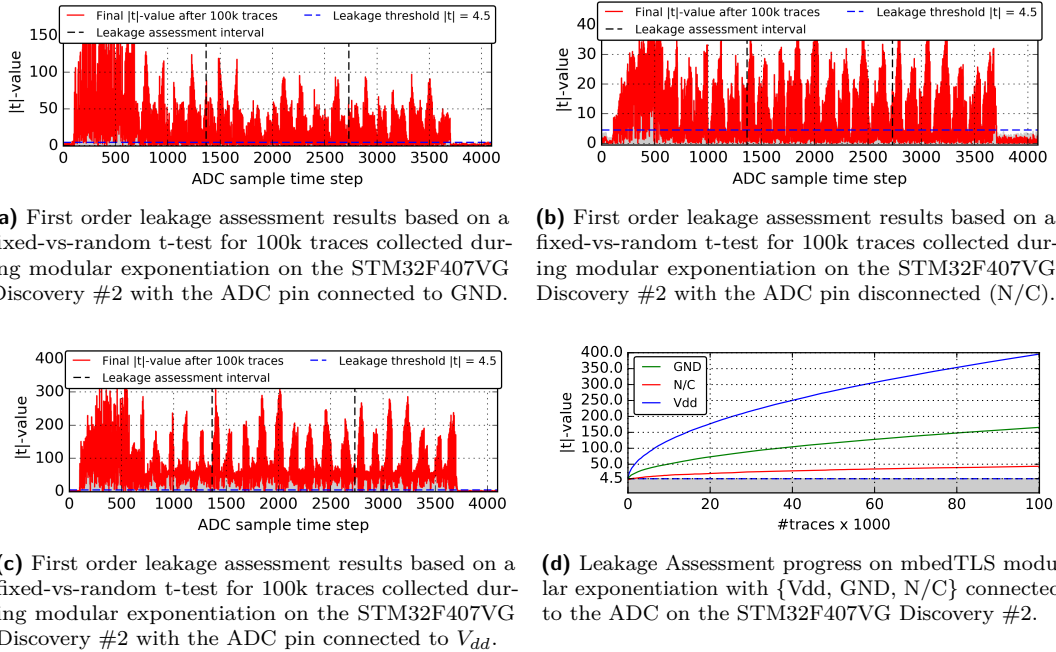 Final |t|-value after 100k traces
Leakage threshold |t| = 4.5
Leakage assessment interval
|t|-value
150
100
50
0
0 500 1000 1500 2000 2500 3000 3500 4000
ADC sample time step
a) First order leakage assessment results based on a
fixed-vs-random t-test for 100k traces collected dur-
ing modular exponentiation on the STM32F407VG
Discovery #2 with the ADC pin connected to GND.
Final |t|-value after 100k traces
Leakage threshold |t| = 4.5
Leakage assessment interval
|t|-value
40
30
20
10
0
0 500 1000 1500 2000 2500 3000 3500 4000
ADC sample time step
(b) First order leakage assessment results based on a
fixed-vs-random t-test for 100k traces collected dur-
ing modular exponentiation on the STM32F407VG
Discovery #2 with the ADC pin disconnected (N/C).
Final |t|-value after 100k traces
Leakage threshold |t| = 4.5
Leakage assessment interval
|t|-value
400
300
200
100
0
0 500 1000 1500 2000 2500 3000 3500 4000
ADC sample time step
(c) First order leakage assessment results based on a
fixed-vs-random t-test for 100k traces collected dur-
ing modular exponentiation on the STM32F407VG
Discovery #2 with the ADC pin connected to Vdd.
GND
N/C
Vdd
|t|-value
400.0
350.0
300.0
250.0
200.0
150.0
100.0
50.0
4.5
0 20 40 60 80 100
#traces x 1000
(d) Leakage Assessment progress on mbedTLS modu-
lar exponentiation with {Vdd, GND, N/C} connected
to the ADC on the STM32F407VG Discovery #2.